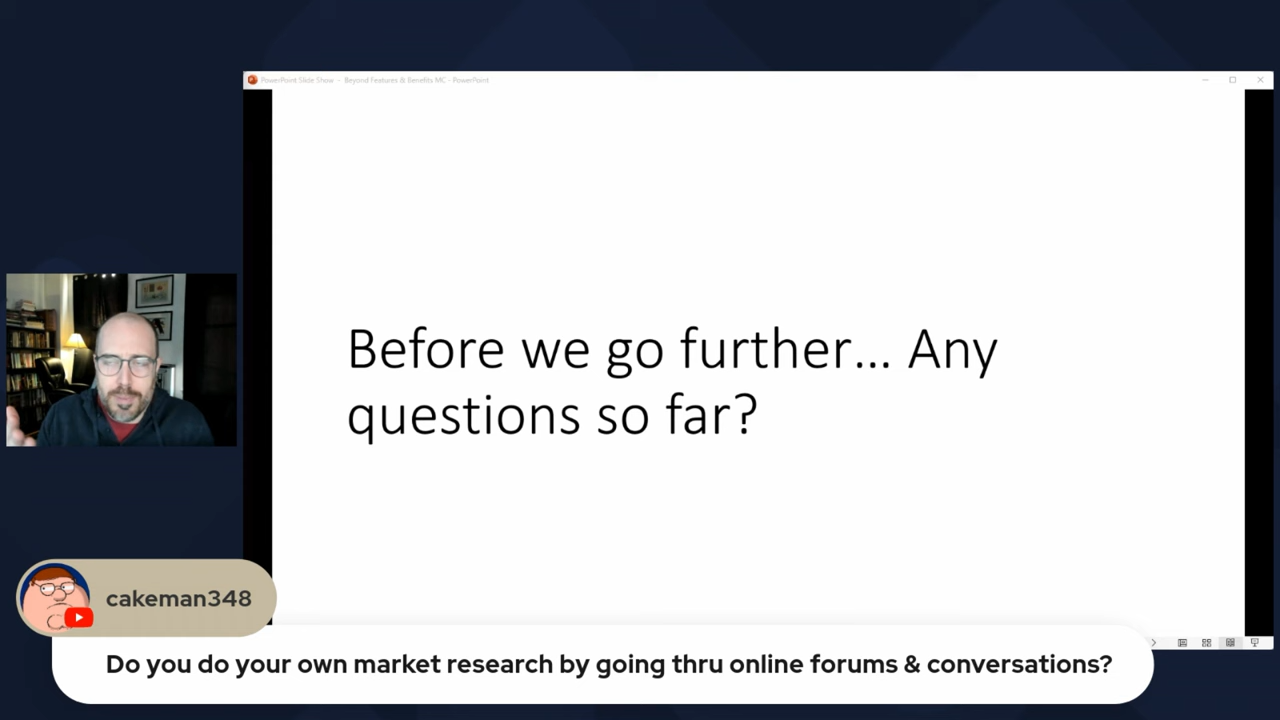 PowerPoint Slide Show - Beyond Features & Benefits MC - PowerPoint
Before we go further... Any
questions so far?
cakeman348
Do you do your own market research by going thru online forums & conversations?